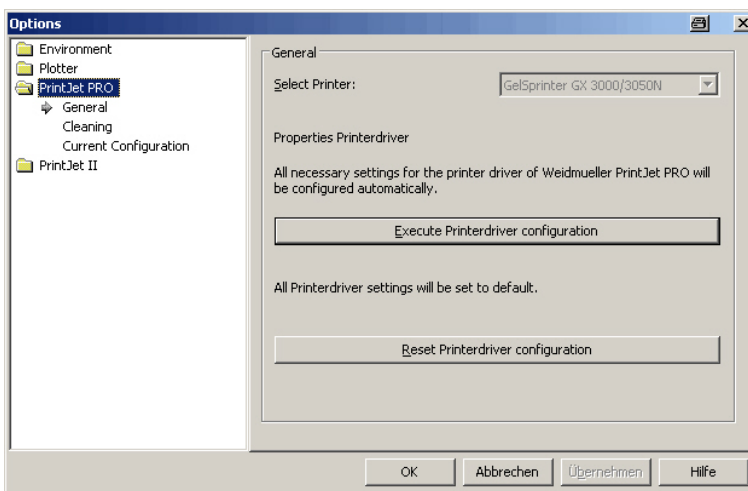 Options
Environment
Plotter
PrintJet PRO
General
Cleaning
Current Configuration
PrintJet II
General
Select Printer:
GelSprinter GX 3000/3050N
Properties Printerdriver
All necessary settings for the printer driver of Weidmueller PrintJet PRO will
be configured automatically.
Execute Printerdriver configuration
All Printerdriver settings will be set to default.
Reset Printerdriver configuration
OK
Abbrechen
Übernehmen
Hilfe